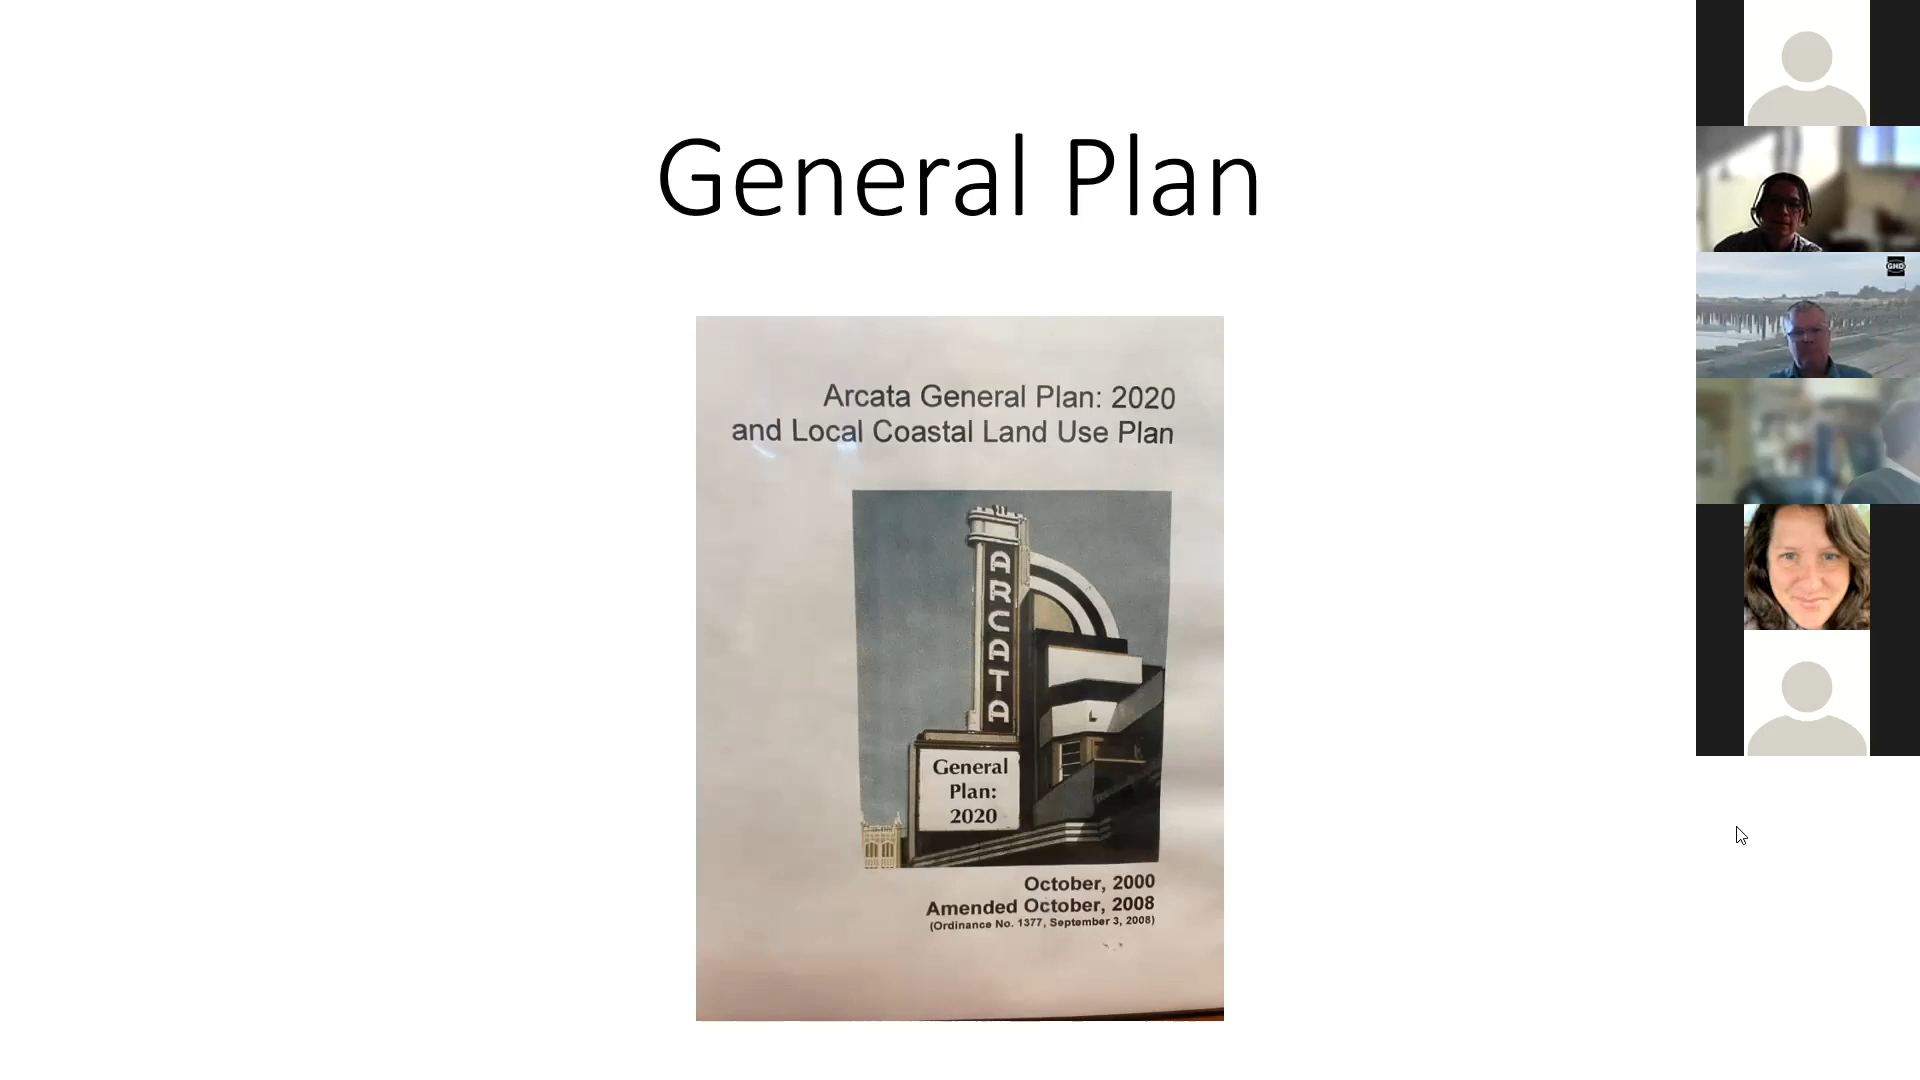 General Plan
GHD
Arcata General Plan: 2020
and Local Coastal Land Use Plan
ARCATA
General
Plan:
2020
October, 2000
Amended October, 2008
(Ordinance No. 1377, September 3, 2008)